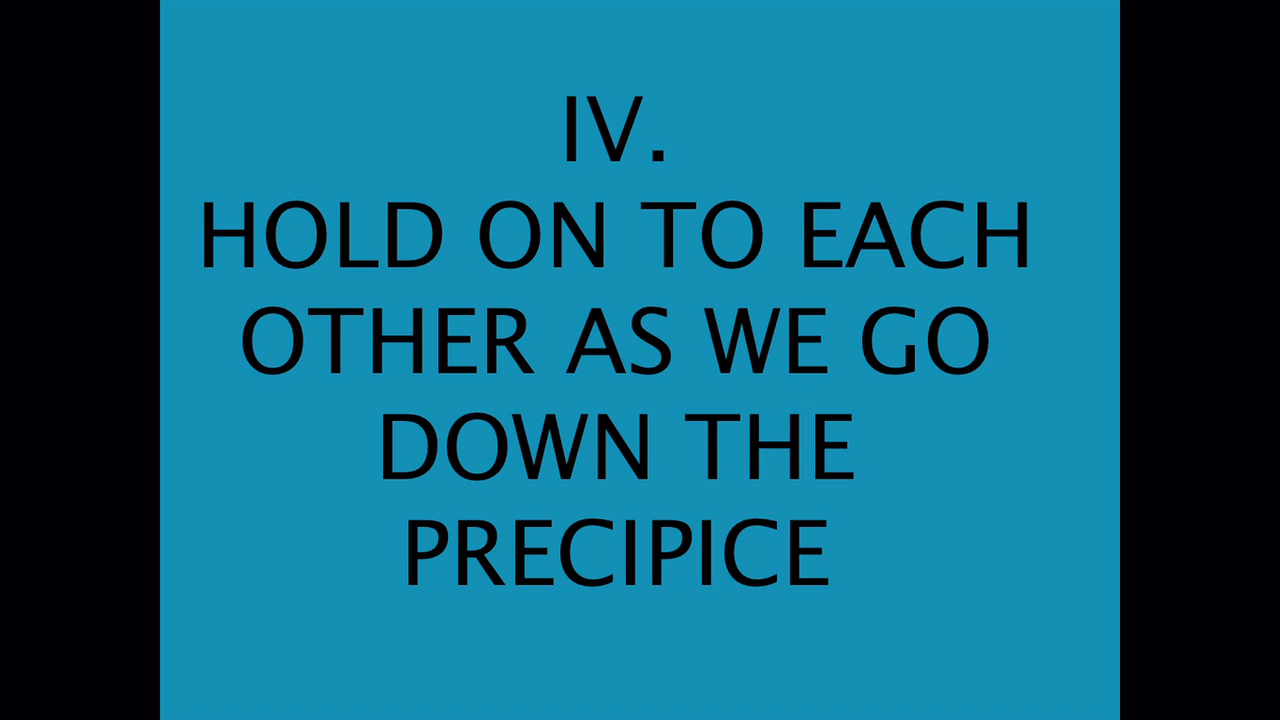 IV.
HOLD ON TO EACH
OTHER AS WE GO
DOWN THE
PRECIPICE